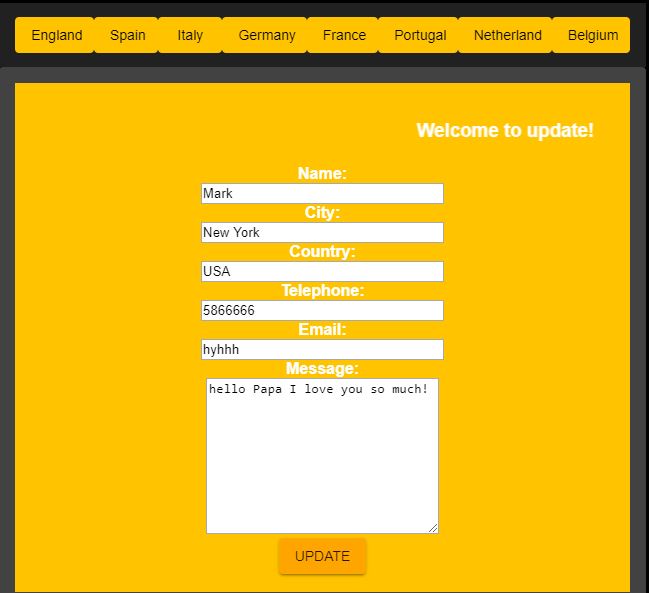 England Spain Italy Germany France Portugal Netherland Belgium
Welcome to update!
Name:
Mark
City:
New York
Country:
USA
Telephone:
5866666
Email:
hyhhh
Message:
hello Papa I love you so much!
UPDATE